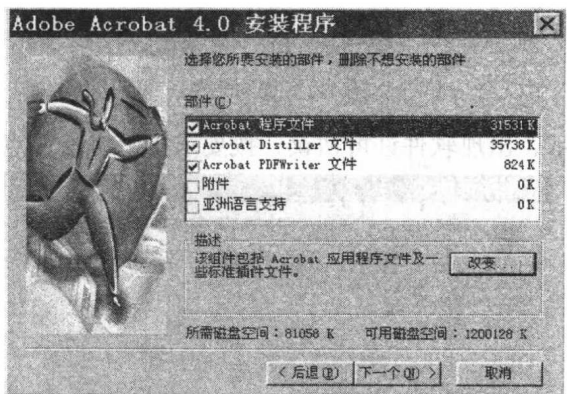 Adobe Acrobat 4.0 安装程序
选择您所要安装的部件，删除不想安装的部件
部件(C)
Acrobat 程序文件 31531 K
Acrobat Distiller 文件 35738 K
Acrobat PDFWriter 文件 824 K
附件 0 K
亚洲语言支持 0 K
描述
该组件包括 Acrobat 应用程序文件及一
些标准插件文件。
改变...
所需磁盘空间：81058 K 可用磁盘空间：1200128 K
< 后退(B) 下一个(N) > 取消